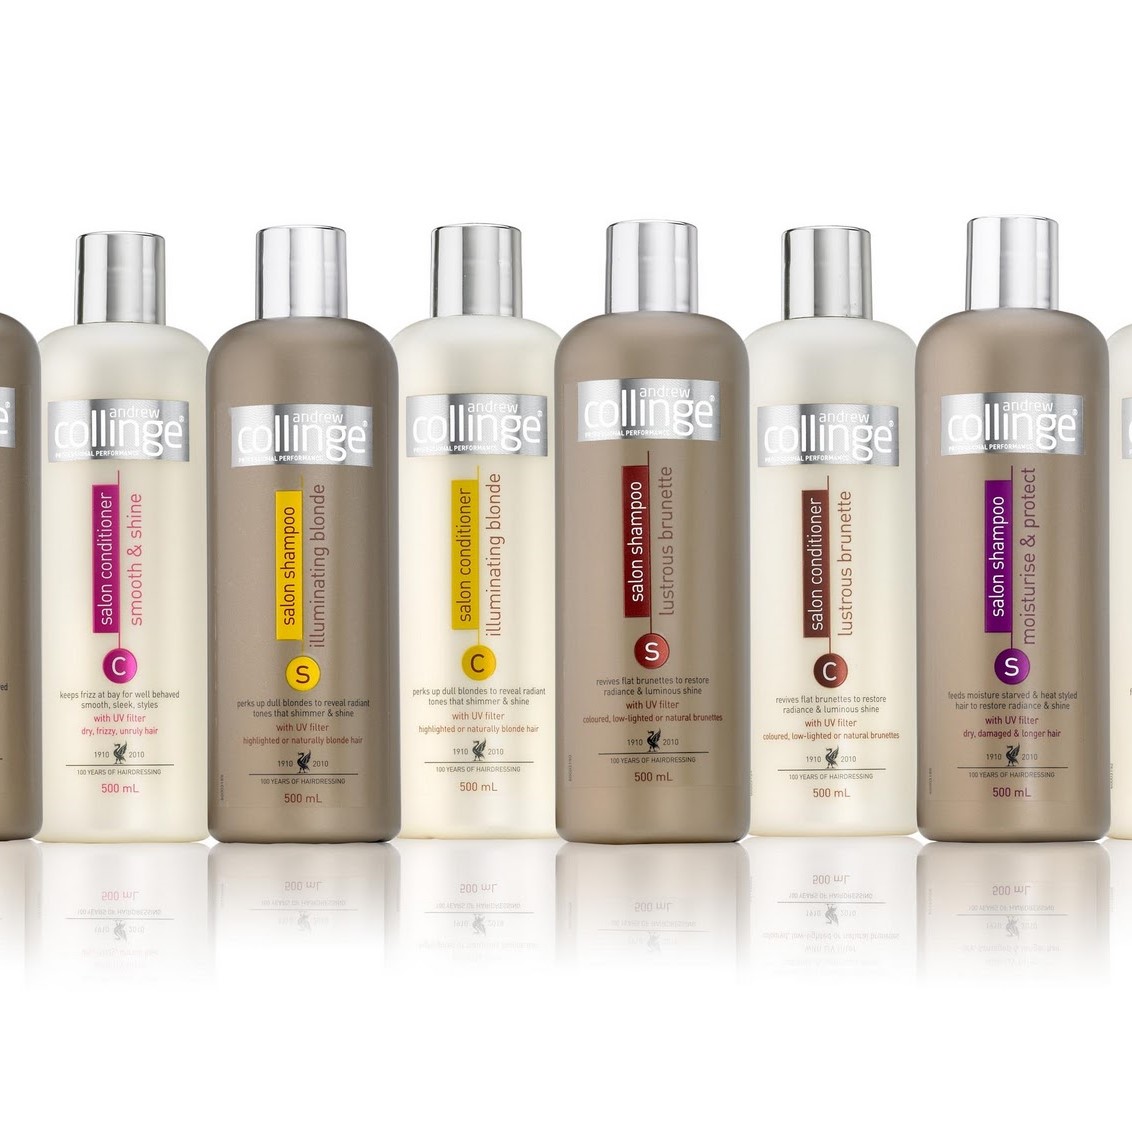 e®
andrew
collinge®
PROFESSIONAL PERFORMANCE
salon conditioner
smooth & shine
C
keeps frizz at bay for well behaved
smooth, sleek, styles
with UV filter
dry, frizzy, unruly hair
1910 2010
100 YEARS OF HAIRDRESSING
500 mL
andrew
collinge®
PROFESSIONAL PERFORMANCE
salon shampoo
illuminating blonde
S
perks up dull blondes to reveal radiant
tones that shimmer & shine
with UV filter
highlighted or naturally blonde hair
1910 2010
100 YEARS OF HAIRDRESSING
500 mL
andrew
collinge®
PROFESSIONAL PERFORMANCE
salon conditioner
illuminating blonde
C
perks up dull blondes to reveal radiant
tones that shimmer & shine
with UV filter
highlighted or naturally blonde hair
1910 2010
100 YEARS OF HAIRDRESSING
500 mL
andrew
collinge®
PROFESSIONAL PERFORMANCE
salon shampoo
lustrous brunette
S
revives flat brunettes to restore
radiance & luminous shine
with UV filter
coloured, low-lighted or natural brunettes
1910 2010
100 YEARS OF HAIRDRESSING
500 mL
andrew
collinge®
PROFESSIONAL PERFORMANCE
salon conditioner
lustrous brunette
C
revives flat brunettes to restore
radiance & luminous shine
with UV filter
coloured, low-lighted or natural brunettes
1910 2010
100 YEARS OF HAIRDRESSING
500 mL
andrew
collinge®
PROFESSIONAL PERFORMANCE
salon shampoo
moisturise & protect
S
feeds moisture starved & heat styled
hair to restore radiance & shine
with UV filter
dry, damaged & longer hair
1910 2010
100 YEARS OF HAIRDRESSING
500 mL